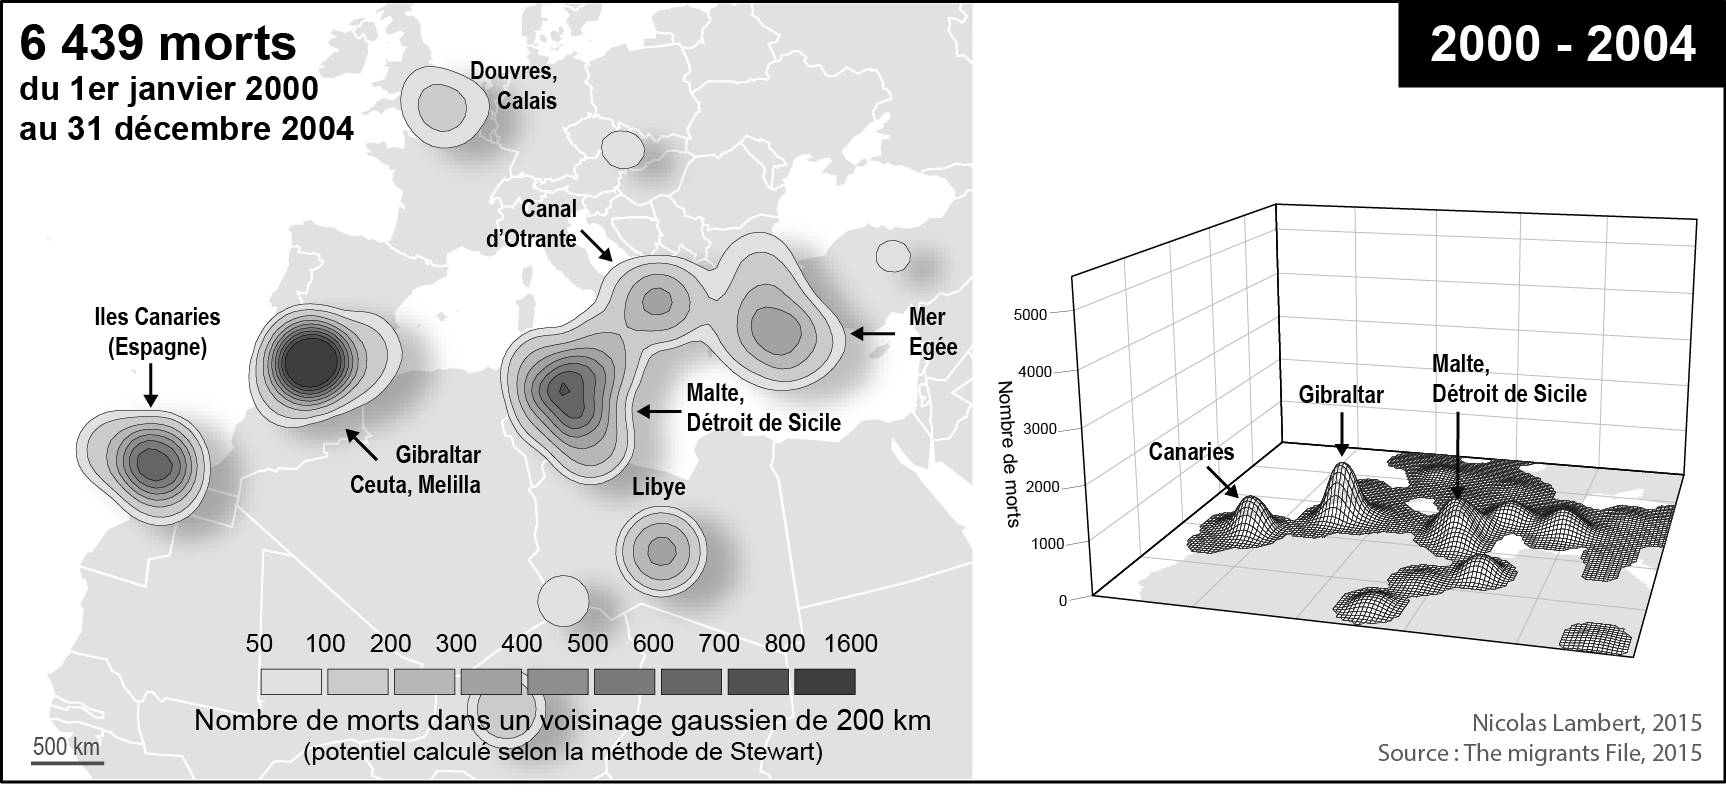 6 439 morts
du 1er janvier 2000
au 31 décembre 2004
2000 - 2004
Douvres,
Calais
Canal
d’Otrante
Iles Canaries
(Espagne)
Mer
Egée
Malte,
Détroit de Sicile
Gibraltar
Ceuta, Melilla
Libye
50 100 200 300 400 500 600 700 800 1600
Nombre de morts dans un voisinage gaussien de 200 km
(potentiel calculé selon la méthode de Stewart)
500 km
Nombre de morts
5000
4000
3000
2000
1000
0
Canaries
Gibraltar
Malte,
Détroit de Sicile
Nicolas Lambert, 2015
Source : The migrants File, 2015